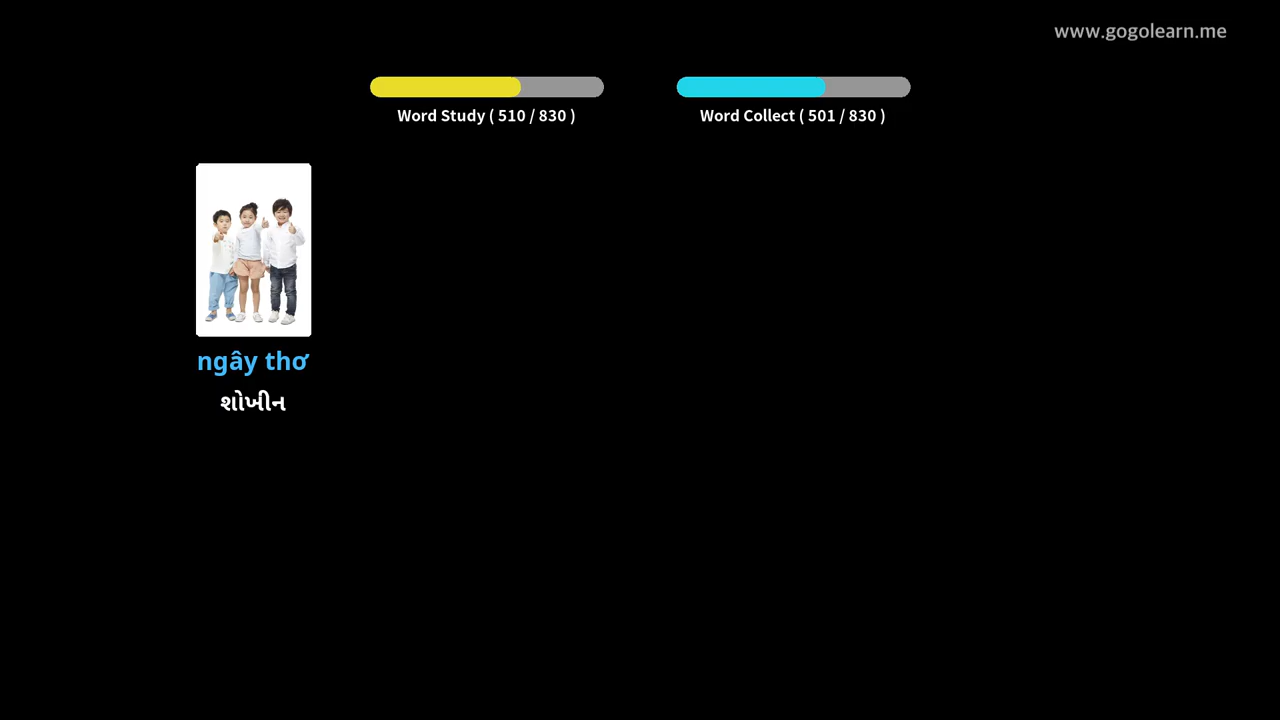 www.gogolearn.me
Word Study ( 510 / 830 )
Word Collect ( 501 / 830 )
ngây thơ
શોખીન